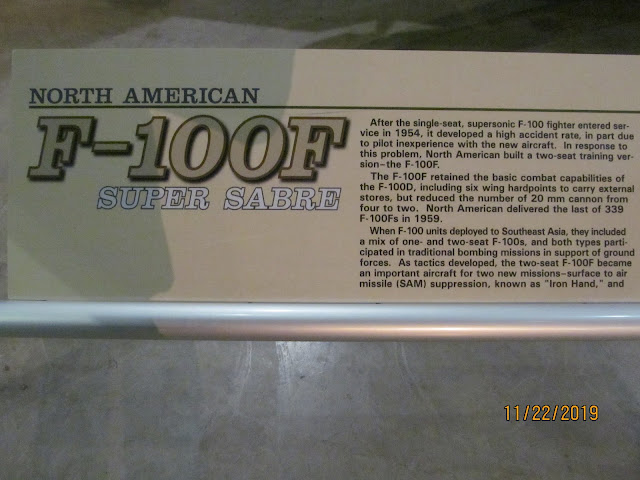 NORTH AMERICAN
F-100F
SUPER SABRE
After the single-seat, supersonic F-100 fighter entered ser-
vice in 1954, it developed a high accident rate, in part due
to pilot inexperience with the new aircraft. In response to
this problem, North American built a two-seat training ver-
sion–the F-100F.
The F-100F retained the basic combat capabilities of
the F-100D, including six wing hardpoints to carry external
stores, but reduced the number of 20 mm cannon from
four to two. North American delivered the last of 339
F-100Fs in 1959.
When F-100 units deployed to Southeast Asia, they included
a mix of one- and two-seat F-100s, and both types parti-
cipated in traditional bombing missions in support of ground
forces. As tactics developed, the two-seat F-100F became
an important aircraft for two new missions–surface to air
missile (SAM) suppression, known as "Iron Hand," and
11/22/2019